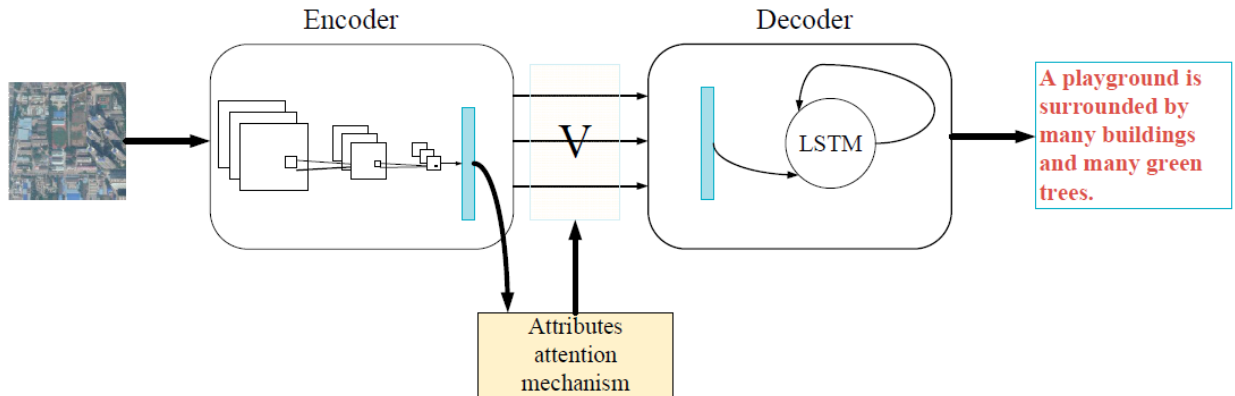 Encoder
Decoder
V
LSTM
A playground is
surrounded by
many buildings
and many green
trees.
Attributes
attention
mechanism